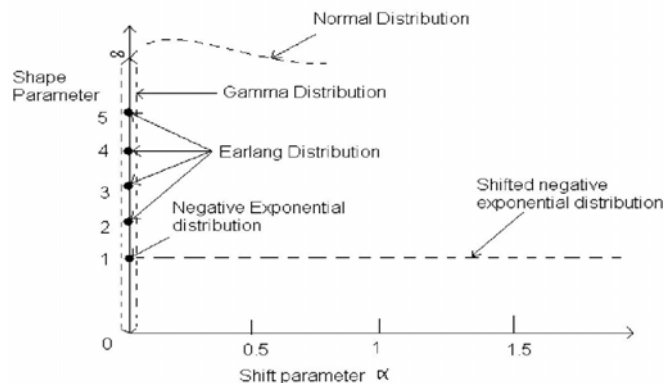 Normal Distribution
∞
Shape
Parameter
Gamma Distribution
5
4
Earlang Distribution
3
Shifted negative
exponential distribution
Negative Exponential
distribution
2
1
0
0.5
1
1.5
Shift parameter α